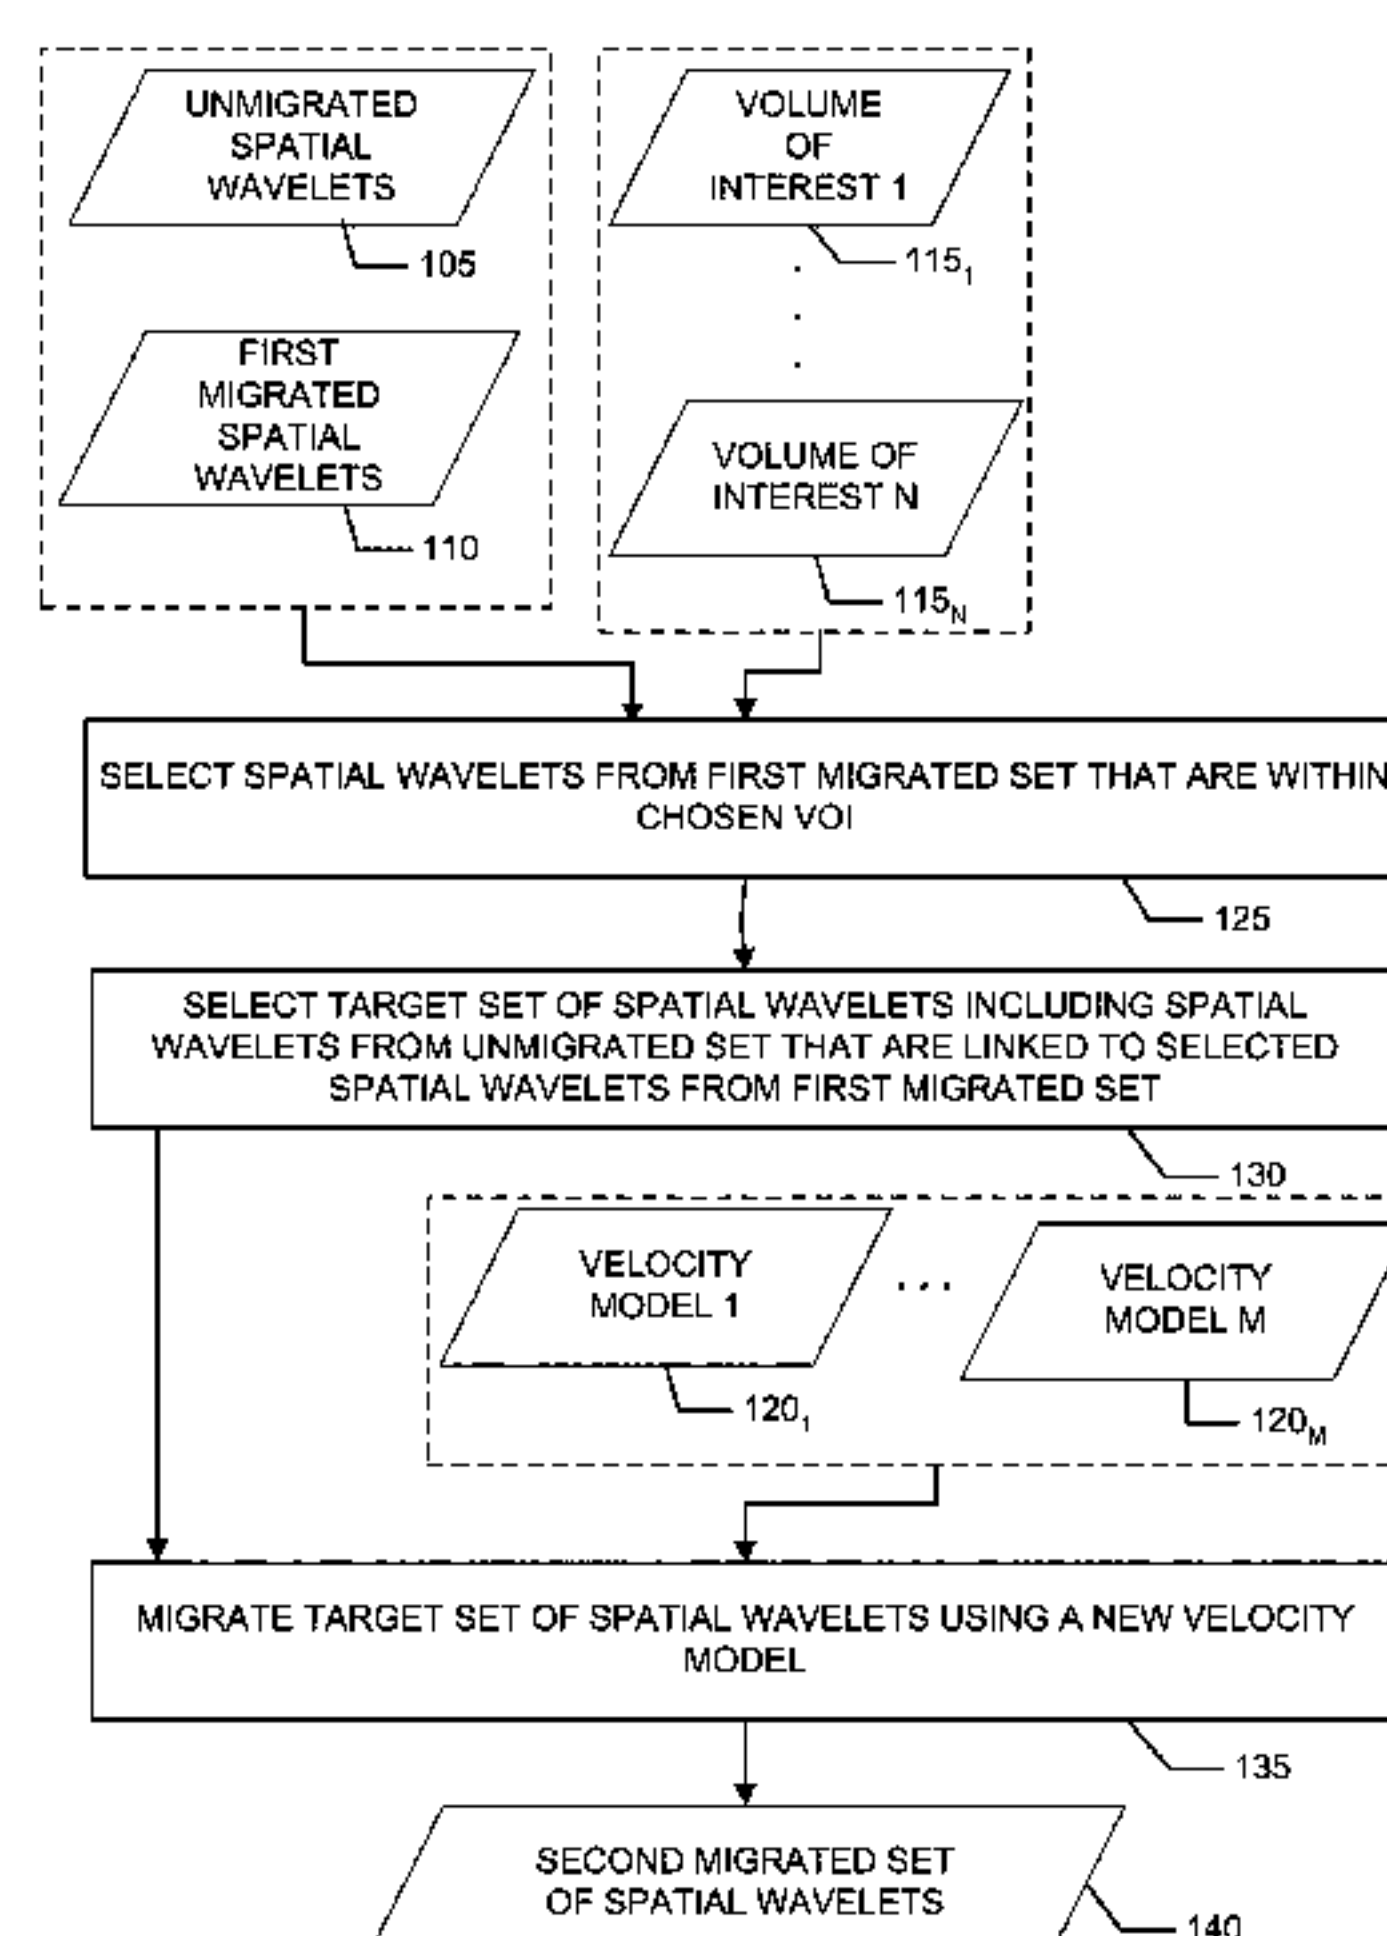 UNMIGRATED
SPATIAL
WAVELETS
105
FIRST
MIGRATED
SPATIAL
WAVELETS
110
VOLUME
OF
INTEREST 1
115₁
.
.
.
VOLUME OF
INTEREST N
115N
SELECT SPATIAL WAVELETS FROM FIRST MIGRATED SET THAT ARE WITHIN
CHOSEN VOI
125
SELECT TARGET SET OF SPATIAL WAVELETS INCLUDING SPATIAL
WAVELETS FROM UNMIGRATED SET THAT ARE LINKED TO SELECTED
SPATIAL WAVELETS FROM FIRST MIGRATED SET
130
VELOCITY
MODEL 1
120₁
...
VELOCITY
MODEL M
120M
MIGRATE TARGET SET OF SPATIAL WAVELETS USING A NEW VELOCITY
MODEL
135
SECOND MIGRATED SET
OF SPATIAL WAVELETS
140